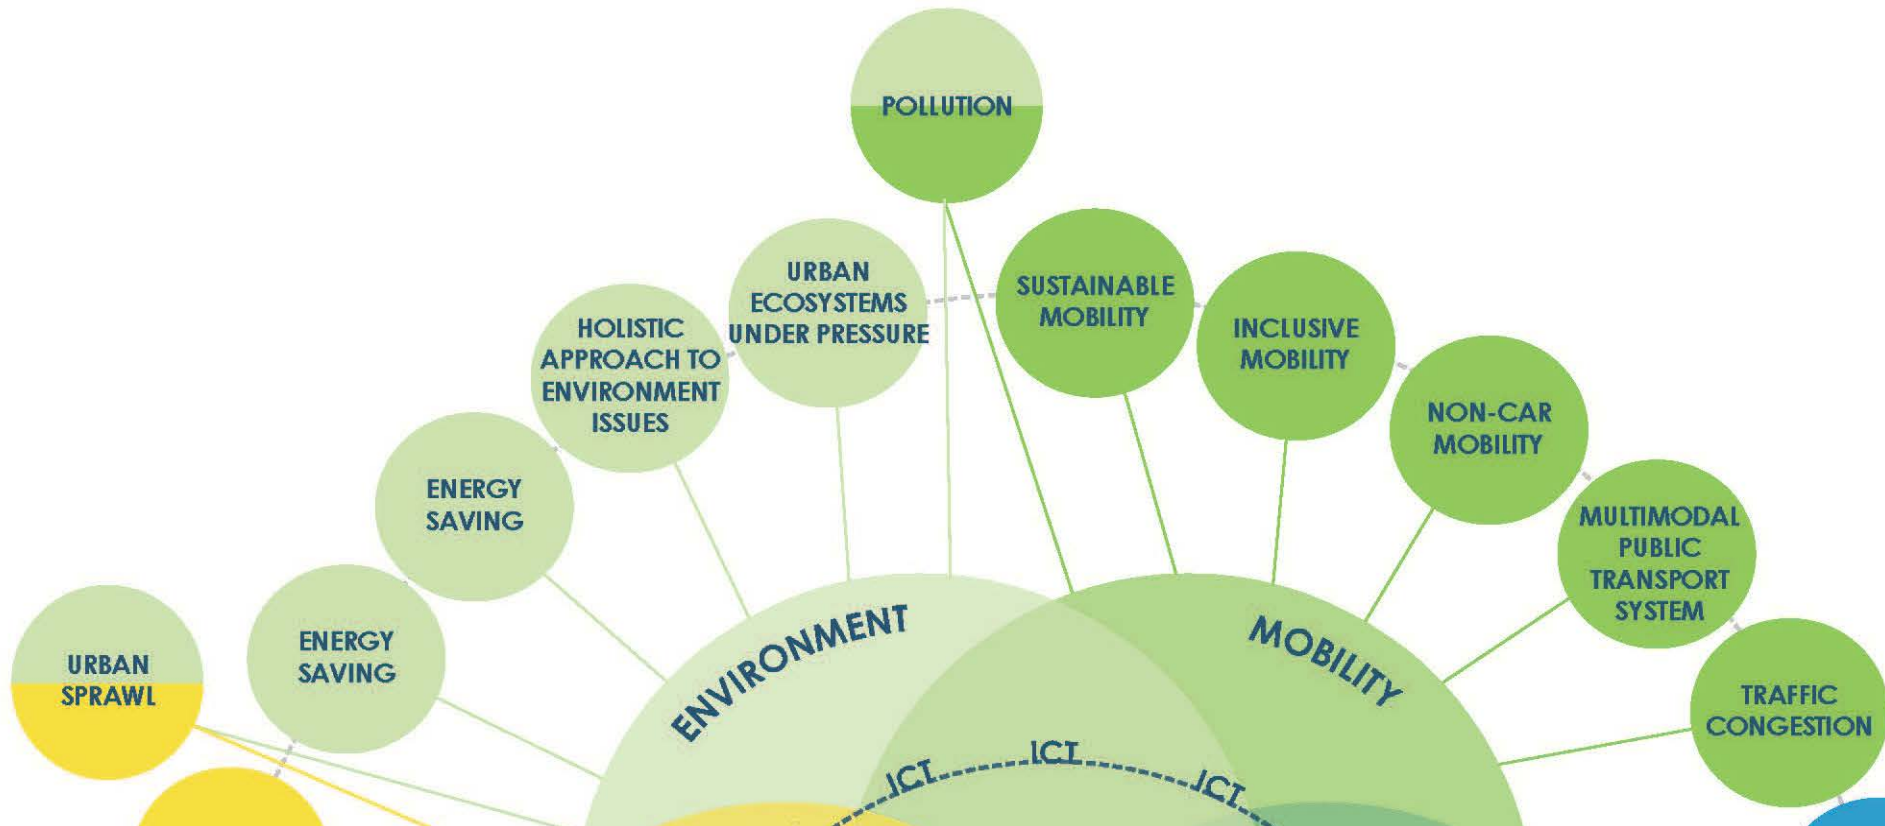 POLLUTION
URBAN
ECOSYSTEMS
UNDER PRESSURE
SUSTAINABLE
MOBILITY
INCLUSIVE
MOBILITY
HOLISTIC
APPROACH TO
ENVIRONMENT
ISSUES
NON-CAR
MOBILITY
ENERGY
SAVING
MULTIMODAL
PUBLIC
TRANSPORT
SYSTEM
ENERGY
SAVING
URBAN
SPRAWL
TRAFFIC
CONGESTION
ENVIRONMENT
MOBILITY
ICT
ICT
ICT